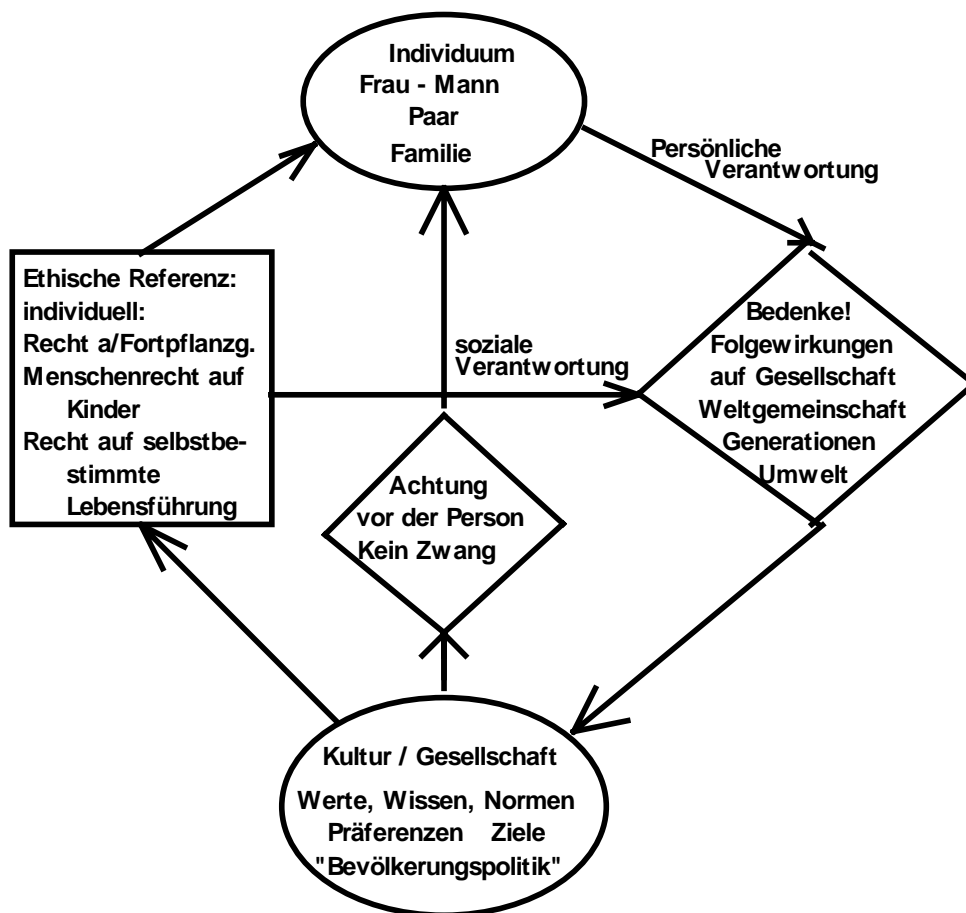 Individuum
Frau - Mann
Paar
Familie
Persönliche
Verantwortung
Ethische Referenz:
individuell:
Recht a/Fortpflanzg.
Menschenrecht auf
Kinder
Recht auf selbstbe-
stimmte
Lebensführung
soziale
Verantwortung
Bedenke!
Folgewirkungen
auf Gesellschaft
Weltgemeinschaft
Generationen
Umwelt
Achtung
vor der Person
Kein Zwang
Kultur / Gesellschaft
Werte, Wissen, Normen
Präferenzen Ziele
"Bevölkerungspolitik"